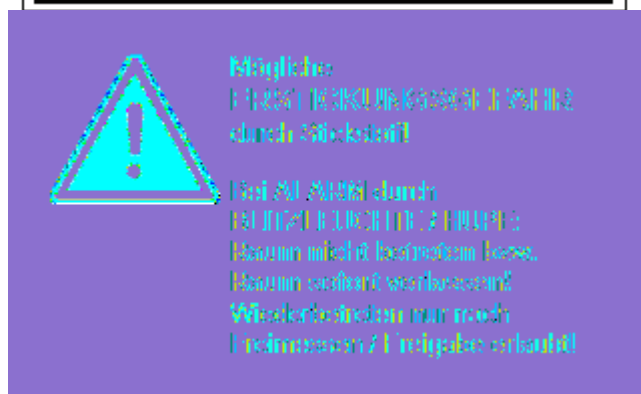 Mögliche
ERSTICKUNGSGEFAHR
durch Stickstoff!
Bei ALARM durch
BLITZLEUCHTE / HUPE:
Raum nicht betreten bzw.
Raum sofort verlassen!
Wiederbetreten nur nach
Freimessen / Freigabe erlaubt!